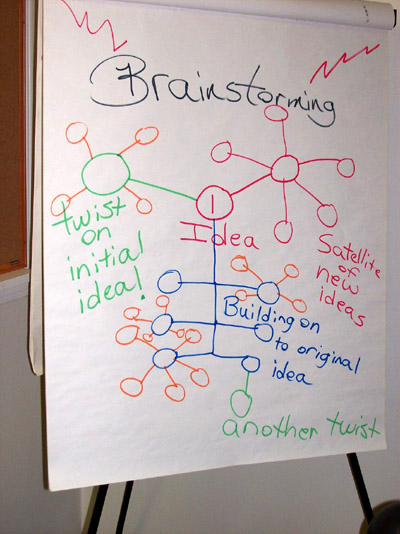 Brainstorming
1
Idea
twist
on
initial
idea!
Satellite
of
new
ideas
Building on
to original
idea
another twist